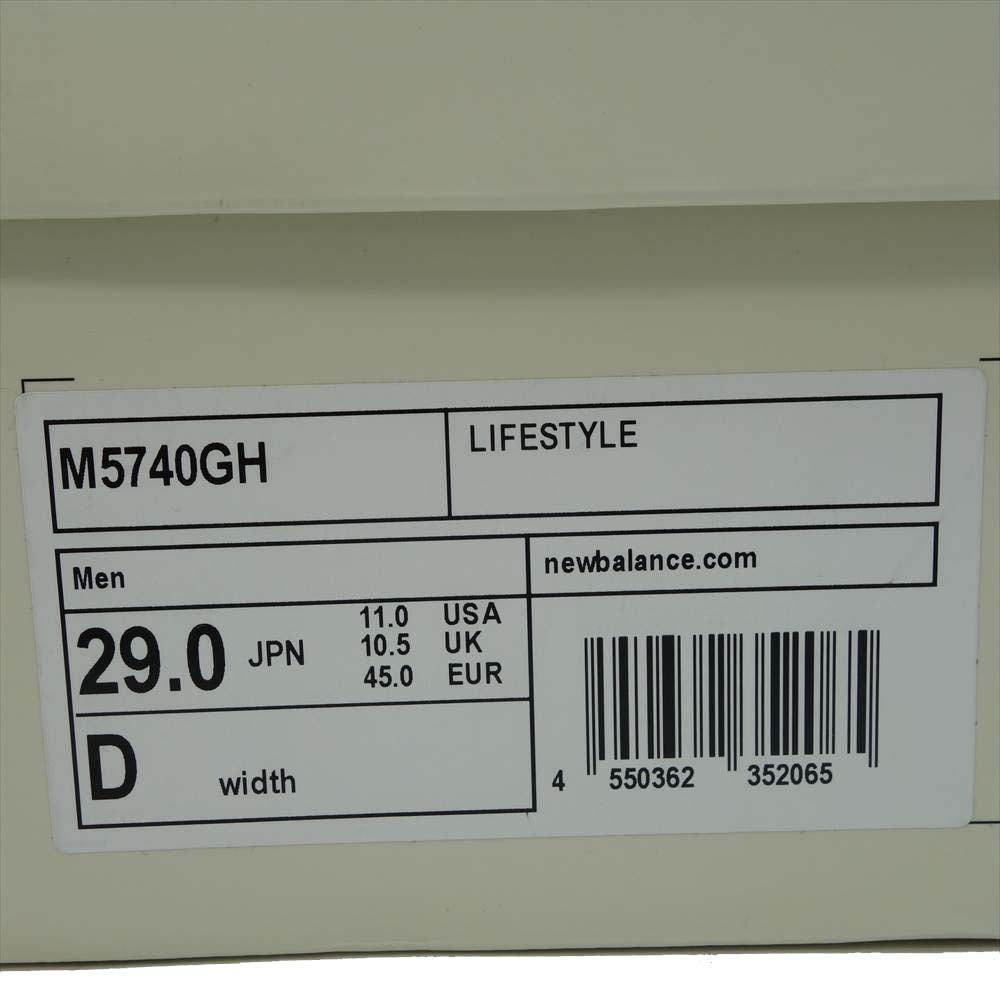 M5740GH
LIFESTYLE
Men
newbalance.com
29.0 JPN
11.0 USA
10.5 UK
45.0 EUR
D width
4 550362 352065